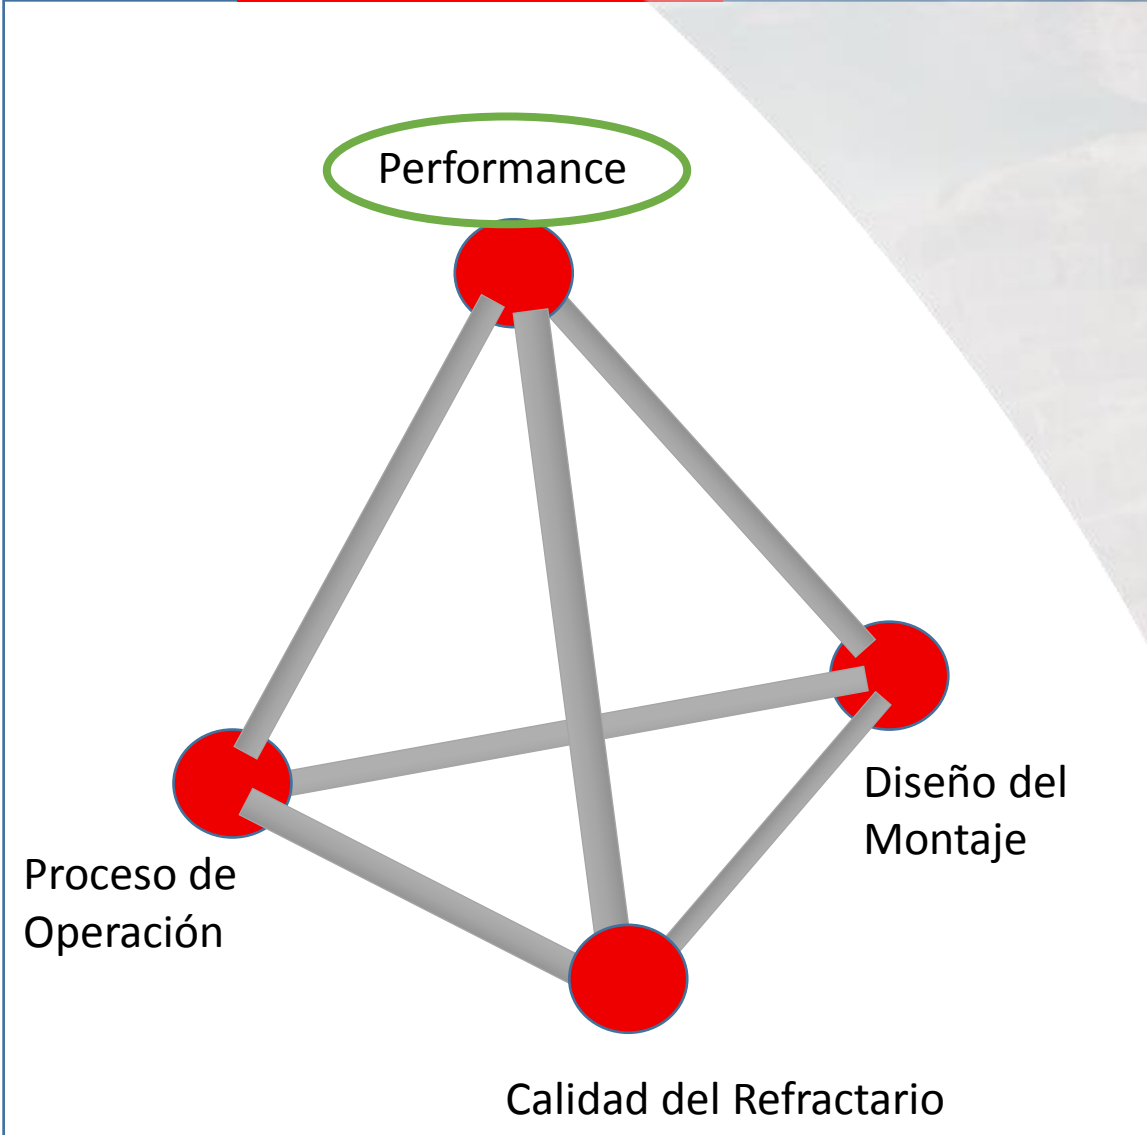 Performance
Diseño del
Montaje
Proceso de
Operación
Calidad del Refractario